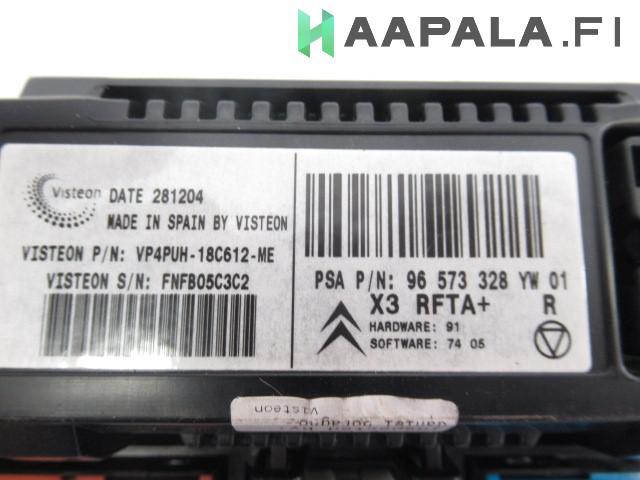 HAAPALA.FI
Visteon
DATE 281204
MADE IN SPAIN BY VISTEON
VISTEON P/N: VP4PUH-18C612-ME
VISTEON S/N: FNFB05C3C2
PSA P/N: 96 573 328 YW 01
X3 RFTA+ R
HARDWARE: 91
SOFTWARE: 74 05
visteon